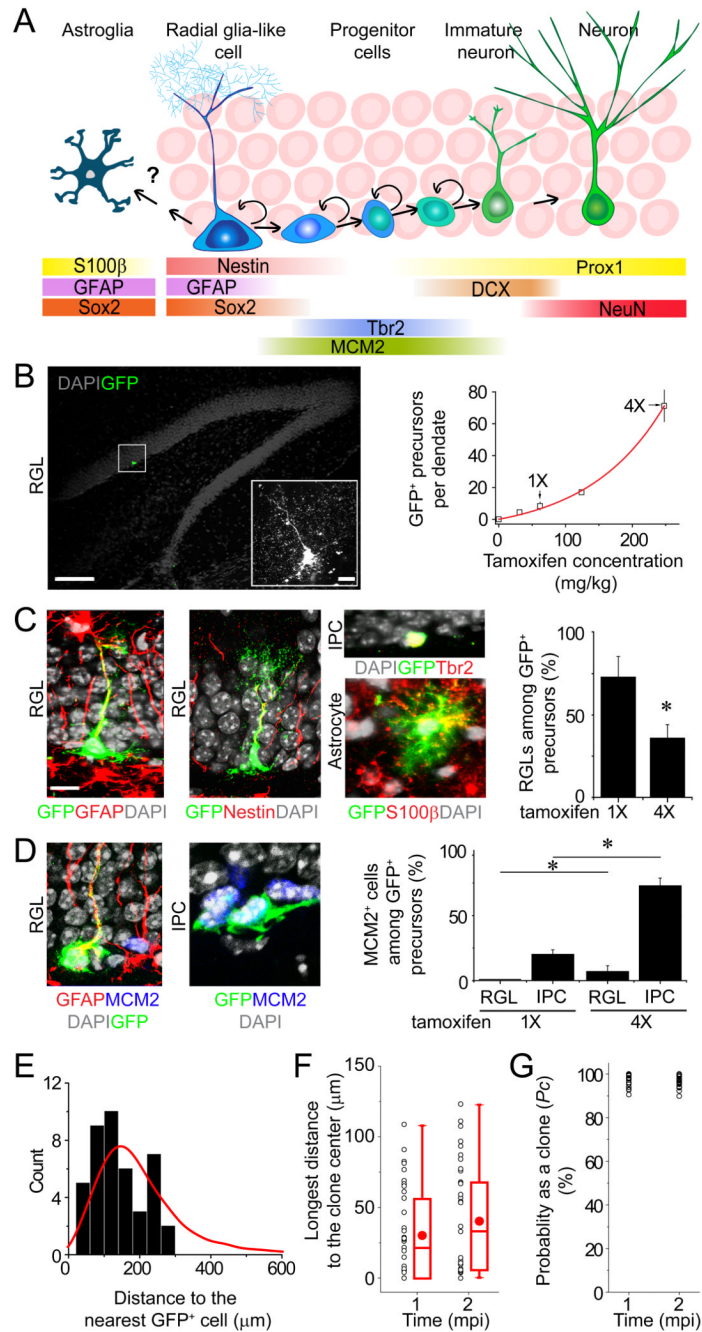 A
Astroglia
Radial glia-like
cell
Progenitor
cells
Immature
neuron
Neuron
?
S100β
Nestin
Prox1
GFAP
GFAP
DCX
Sox2
Sox2
NeuN
Tbr2
MCM2
B
DAPIGFP
RGL
GFP⁺ precursors
per dendate
80
60
40
20
0
1X
4X
0
100
200
Tamoxifen concentration
(mg/kg)
C
RGL
GFPGFAPDAPI
RGL
GFPNestinDAPI
IPC
DAPIGFPTbr2
Astrocyte
GFPS100βDAPI
RGLs among GFP⁺
precursors (%)
100
75
50
25
0
*
tamoxifen
1X
4X
D
RGL
GFAPMCM2
DAPIGFP
IPC
GFPMCM2
DAPI
MCM2⁺ cells
among GFP⁺
precursors (%)
100
50
0
*
*
RGL
IPC
RGL
IPC
tamoxifen
1X
4X
E
Count
12
8
4
0
0
200
400
600
Distance to the
nearest GFP⁺ cell (μm)
F
Longest distance
to the clone center (μm)
150
100
50
0
1
2
Time (mpi)
G
Probablity as a clone (Pc)
(%)
100
80
60
40
20
0
1
2
Time (mpi)